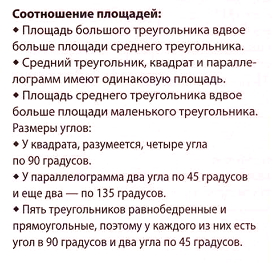 Соотношение площадей:
◆ Площадь большого треугольника вдвое
больше площади среднего треугольника.
◆ Средний треугольник, квадрат и паралле-
лограмм имеют одинаковую площадь.
◆ Площадь среднего треугольника вдвое
больше площади маленького треугольника.
Размеры углов:
◆ У квадрата, разумеется, четыре угла
по 90 градусов.
◆ У параллелограмма два угла по 45 градусов
и еще два — по 135 градусов.
◆ Пять треугольников равнобедренные и
прямоугольные, поэтому у каждого из них есть
угол в 90 градусов и два угла по 45 градусов.